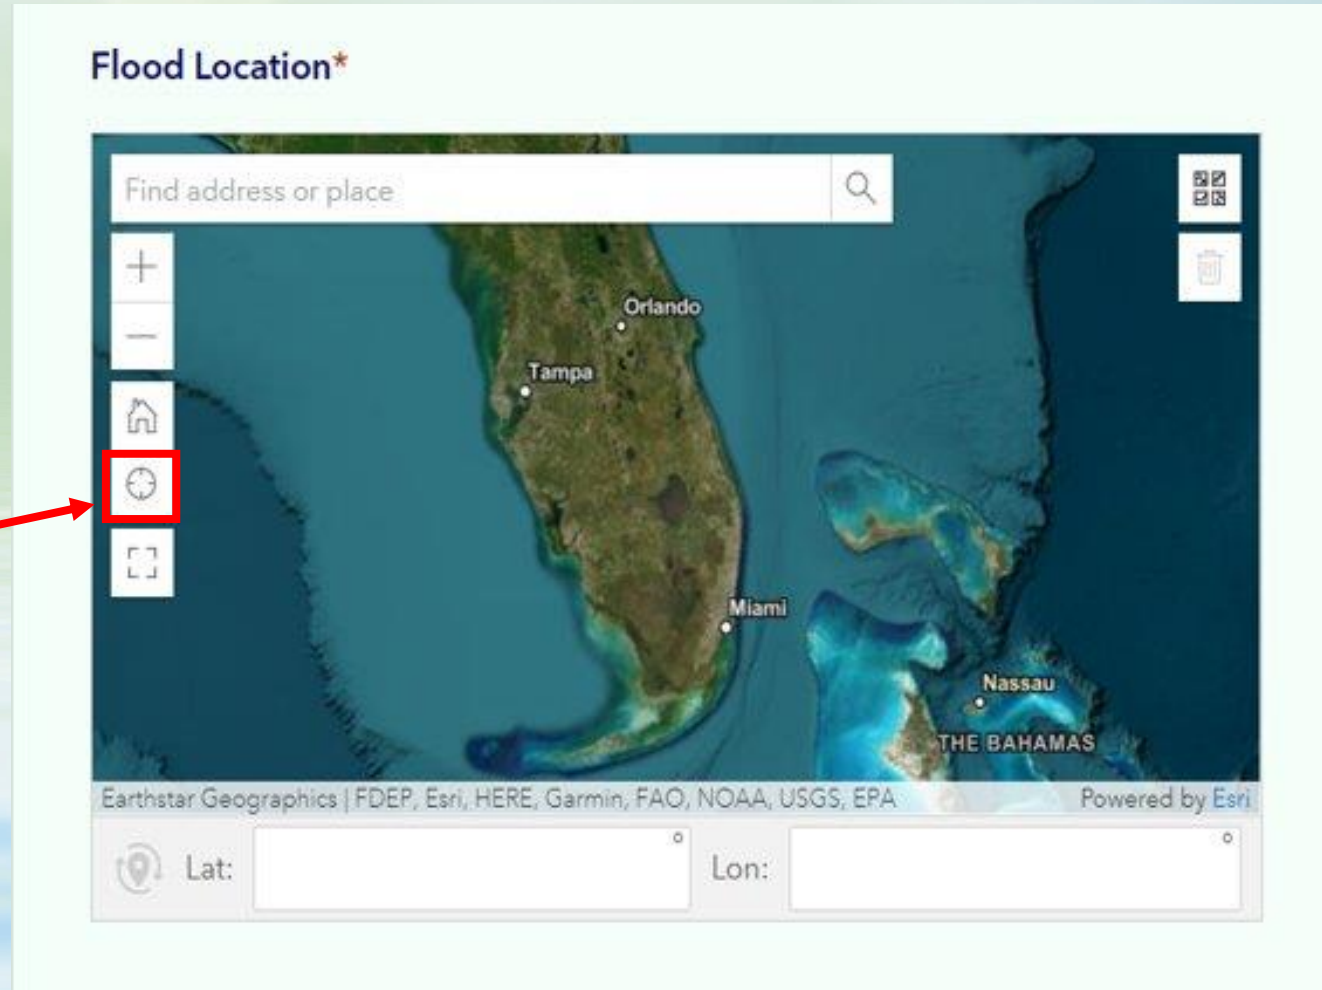 Flood Location*
Find address or place
Orlando
Tampa
Miami
Nassau
THE BAHAMAS
Earthstar Geographics | FDEP, Esri, HERE, Garmin, FAO, NOAA, USGS, EPA
Powered by Esri
Lat: °
Lon: °